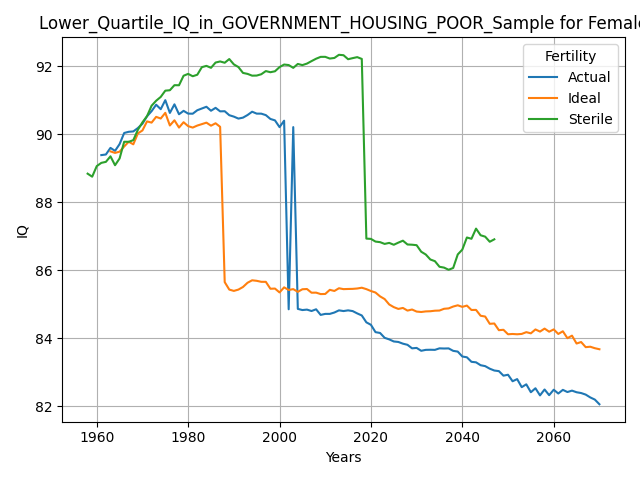 Lower_Quartile_IQ_in_GOVERNMENT_HOUSING_POOR_Sample for Female
Fertility
Actual
Ideal
Sterile
IQ
92
90
88
86
84
82
1960 1980 2000 2020 2040 2060
Years